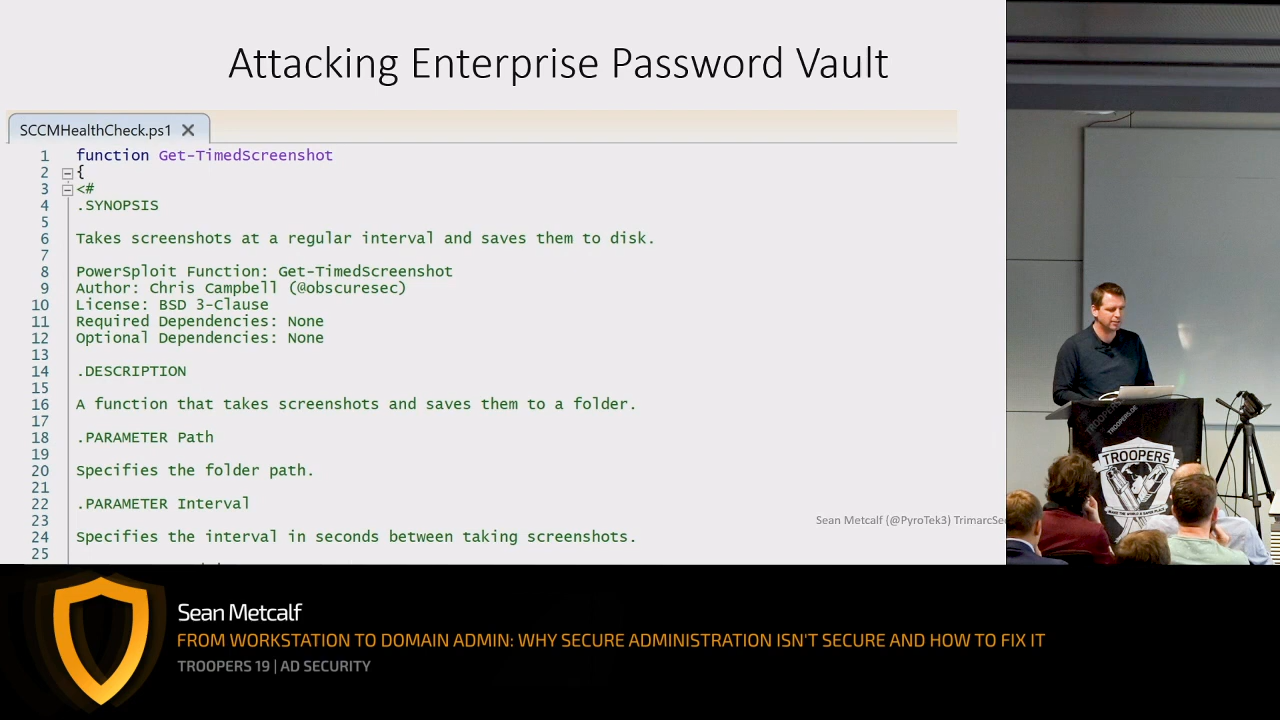 Attacking Enterprise Password Vault
SCCMHealthCheck.ps1
1 function Get-TimedScreenshot
2 {
3 <#
4 .SYNOPSIS
5
6 Takes screenshots at a regular interval and saves them to disk.
7
8 PowerSploit Function: Get-TimedScreenshot
9 Author: Chris Campbell (@obscuresec)
10 License: BSD 3-Clause
11 Required Dependencies: None
12 Optional Dependencies: None
13
14 .DESCRIPTION
15
16 A function that takes screenshots and saves them to a folder.
17
18 .PARAMETER Path
19
20 Specifies the folder path.
21
22 .PARAMETER Interval
23
24 Specifies the interval in seconds between taking screenshots.
25
Sean Metcalf (@PyroTek3) TrimarcSe
TROOPERS.DE
TROOPERS
Sean Metcalf
FROM WORKSTATION TO DOMAIN ADMIN: WHY SECURE ADMINISTRATION ISN'T SECURE AND HOW TO FIX IT
TROOPERS 19 | AD SECURITY